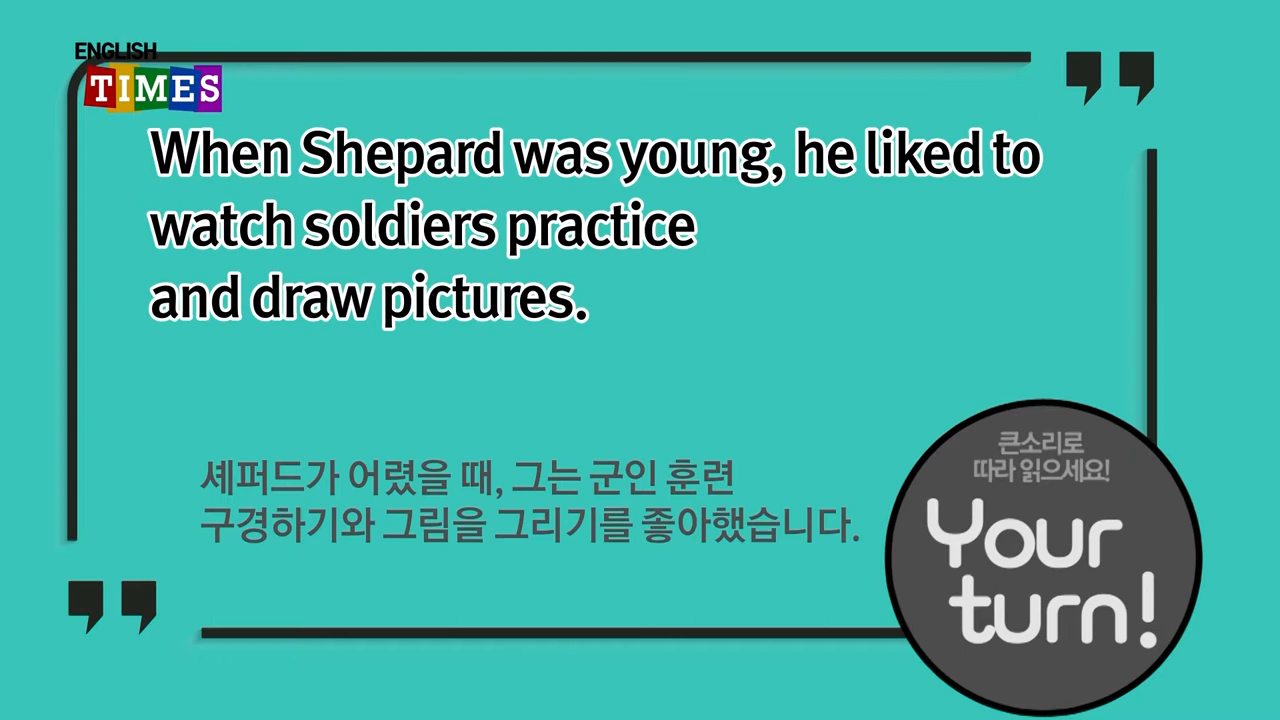 ENGLISH
TIMES
When Shepard was young, he liked to
watch soldiers practice
and draw pictures.
셰퍼드가 어렸을 때, 그는 군인 훈련
구경하기와 그림을 그리기를 좋아했습니다.
큰소리로
따라 읽으세요!
Your
turn!